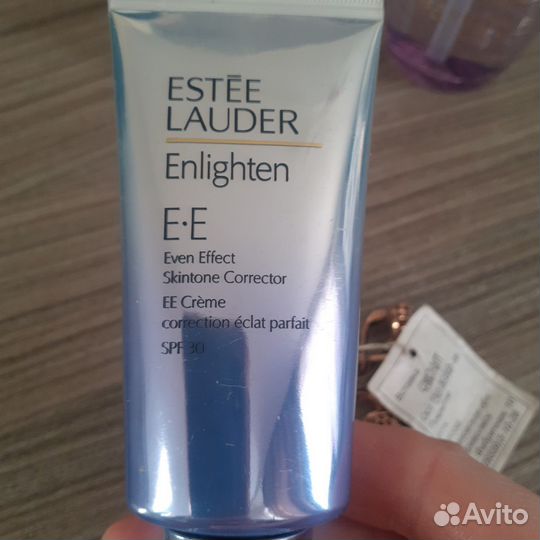 ESTĒE
LAUDER
Enlighten
E·E
Even Effect
Skintone Corrector
EE Crème
correction éclat parfait
SPF 30
Avito